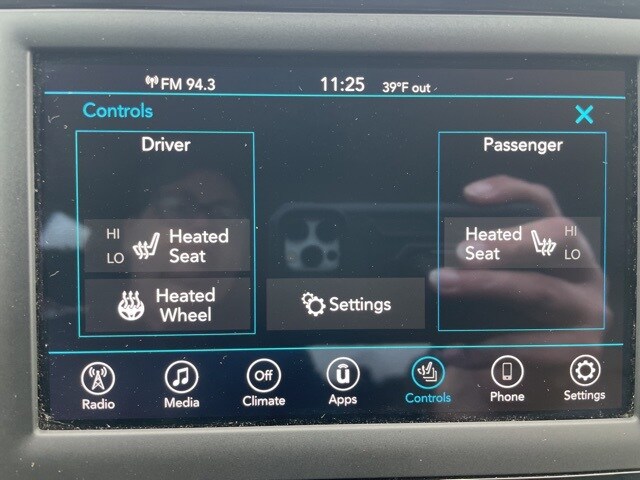 FM 94.3 11:25 39°F out
Controls
Driver
HI
LO
Heated
Seat
Heated
Wheel
Settings
Passenger
Heated
Seat
HI
LO
Radio
Media
Off
Climate
u
Apps
Controls
Phone
Settings